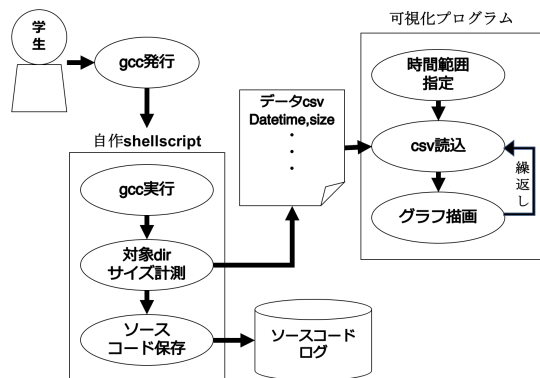 学
生
gcc発行
自作shellscript
gcc実行
対象dir
サイズ計測
ソース
コード保存
データcsv
Datetime,size
・
・
・
ソースコード
ログ
可視化プログラム
時間範囲
指定
csv読込
グラフ描画
繰
返
し